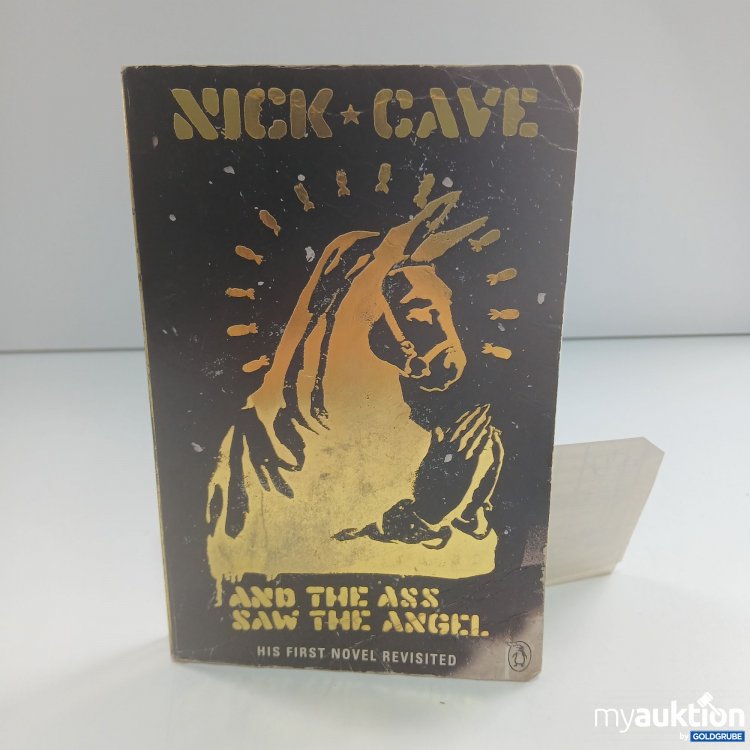 NICK ★ CAVE
AND THE ASS
SAW THE ANGEL
HIS FIRST NOVEL REVISITED
myauktion
by GOLDGRUBE